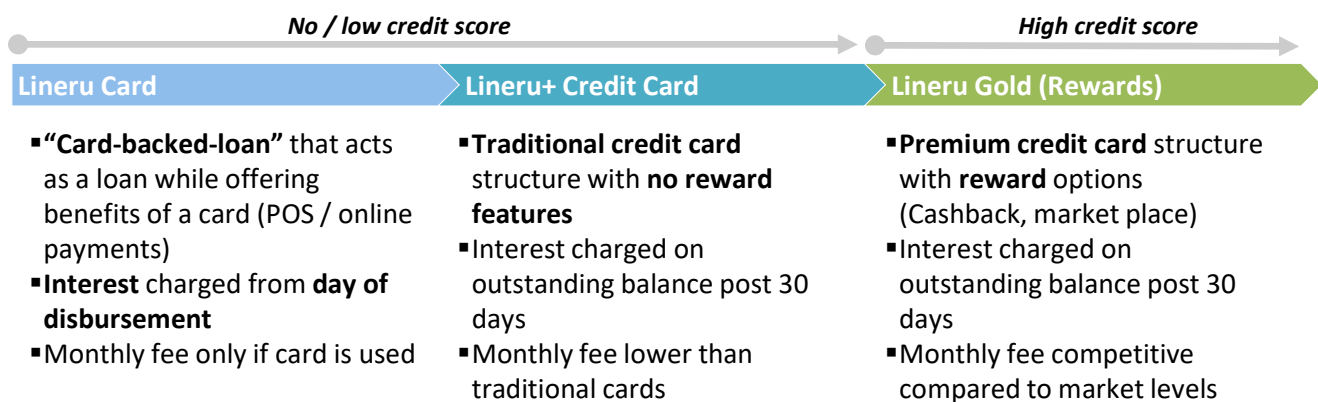 No / low credit score
High credit score
Lineru Card
Lineru+ Credit Card
Lineru Gold (Rewards)
▪“Card-backed-loan” that acts
as a loan while offering
benefits of a card (POS / online
payments)
▪Interest charged from day of
disbursement
▪Monthly fee only if card is used
▪Traditional credit card
structure with no reward
features
▪Interest charged on
outstanding balance post 30
days
▪Monthly fee lower than
traditional cards
▪Premium credit card structure
with reward options
(Cashback, market place)
▪Interest charged on
outstanding balance post 30
days
▪Monthly fee competitive
compared to market levels